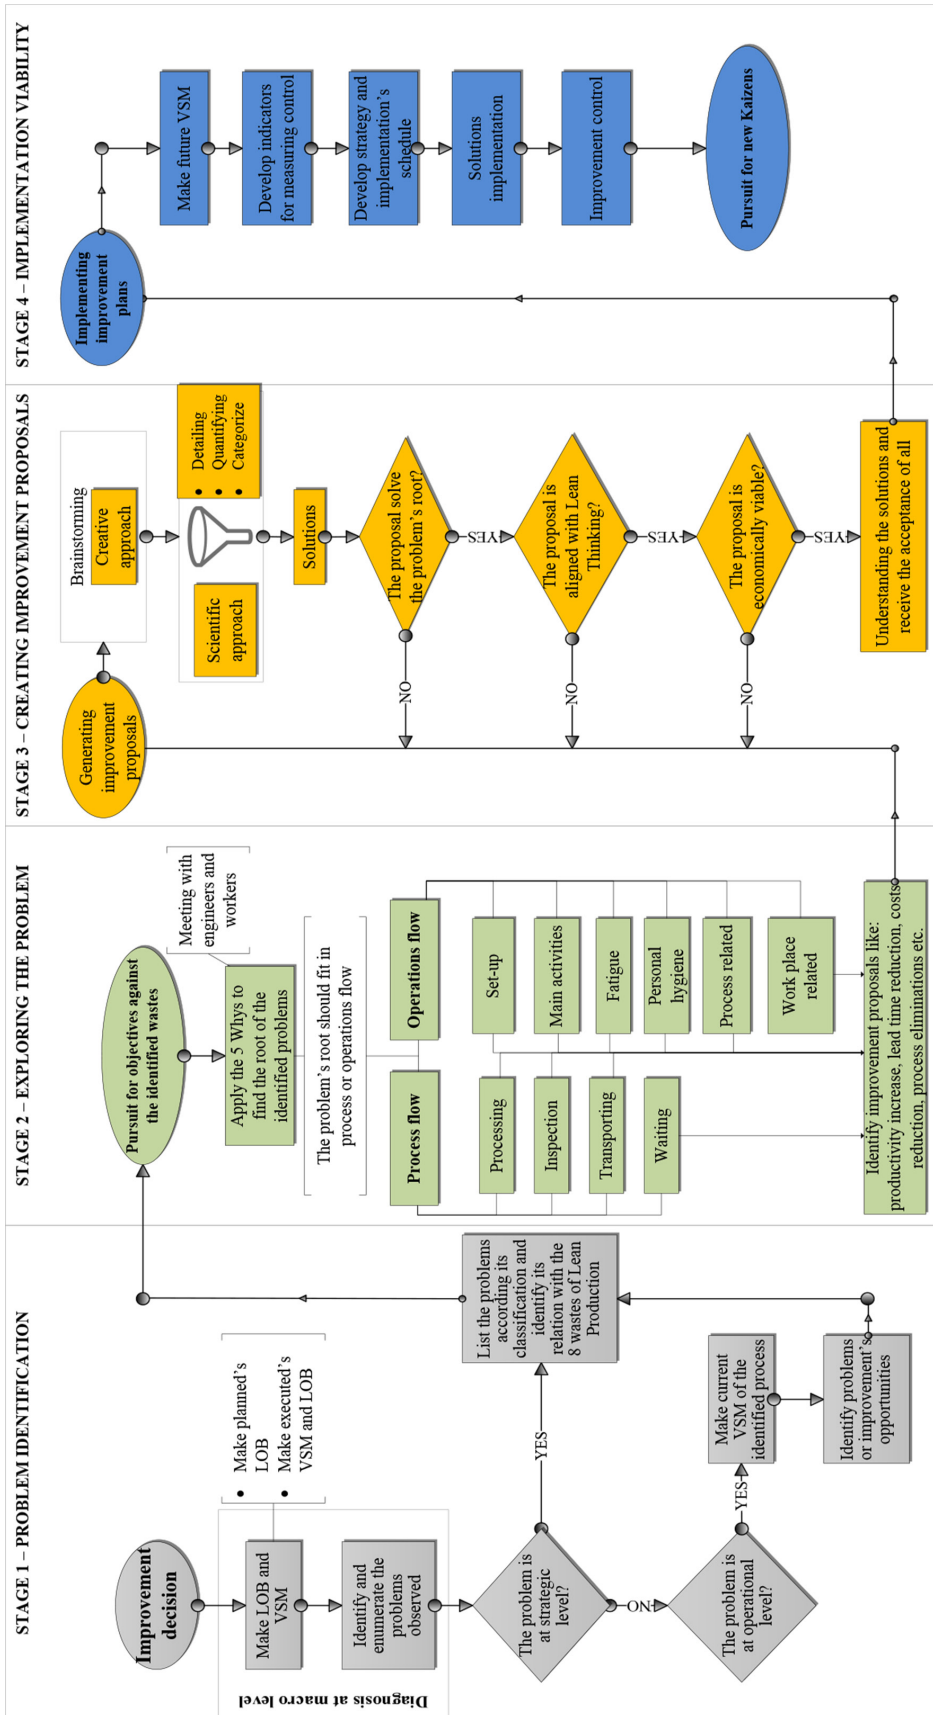 STAGE 1 – PROBLEM IDENTIFICATION
Improvement
decision
Make LOB and
VSM
• Make planned's
LOB
• Make executed's
VSM and LOB
Identify and
enumerate the
problems
observed
Diagnosis at macro level
The problem is
at strategic
level?
YES
NO
The problem is
at operational
level?
YES
List the problems
according its
classification and
identify its
relation with the
8 wastes of Lean
Production
Make current
VSM of the
identified process
Identify problems
or improvement's
opportunities
STAGE 2 – EXPLORING THE PROBLEM
Pursuit for objectives against
the identified wastes
Meeting with
engineers and
workers
Apply the 5 Whys to
find the root of the
identified problems
The problem's root should fit in
process or operations flow
Process flow
Operations flow
Processing
Inspection
Transporting
Waiting
Set-up
Main activities
Fatigue
Personal
hygiene
Process related
Work place
related
Identify improvement proposals like:
productivity increase, lead time reduction, costs
reduction, process eliminations etc.
STAGE 3 – CREATING IMPROVEMENT PROPOSALS
Generating
improvement
proposals
Brainstorming
Creative
approach
Scientific
approach
• Detailing
• Quantifying
• Categorize
Solutions
The proposal solve
the problem's root?
NO
YES
The proposal is
aligned with Lean
Thinking?
NO
YES
The proposal is
economically viable?
NO
YES
Understanding the solutions and
receive the acceptance of all
STAGE 4 – IMPLEMENTATION VIABILITY
Implementing
improvement
plans
Make future VSM
Develop indicators
for measuring control
Develop strategy and
implementation's
schedule
Solutions
implementation
Improvement control
Pursuit for new Kaizens